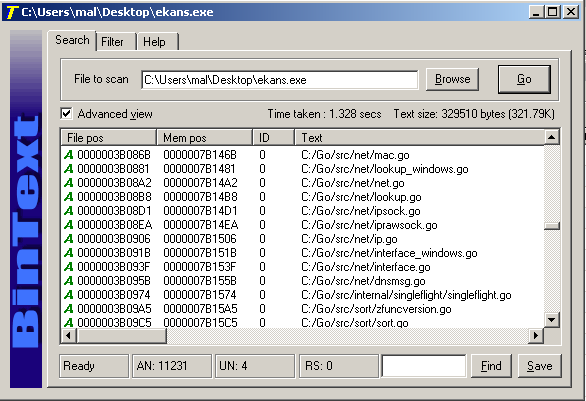 C:\Users\mal\Desktop\ekans.exe
Search Filter Help
File to scan C:\Users\mal\Desktop\ekans.exe Browse Go
Advanced view Time taken : 1.328 secs Text size: 329510 bytes (321.79K)
File pos Mem pos ID Text
A 0000003B086B 0000007B146B 0 C:/Go/src/net/mac.go
A 0000003B0881 0000007B1481 0 C:/Go/src/net/lookup_windows.go
A 0000003B08A2 0000007B14A2 0 C:/Go/src/net/net.go
A 0000003B08B8 0000007B14B8 0 C:/Go/src/net/lookup.go
A 0000003B08D1 0000007B14D1 0 C:/Go/src/net/ipsock.go
A 0000003B08EA 0000007B14EA 0 C:/Go/src/net/iprawsock.go
A 0000003B0906 0000007B1506 0 C:/Go/src/net/ip.go
A 0000003B091B 0000007B151B 0 C:/Go/src/net/interface_windows.go
A 0000003B093F 0000007B153F 0 C:/Go/src/net/interface.go
A 0000003B095B 0000007B155B 0 C:/Go/src/net/dnsmsg.go
A 0000003B0974 0000007B1574 0 C:/Go/src/internal/singleflight/singleflight.go
A 0000003B09A5 0000007B15A5 0 C:/Go/src/sort/zfuncversion.go
A 0000003B09C5 0000007B15C5 0 C:/Go/src/sort/sort.go
Ready AN: 11231 UN: 4 RS: 0 Find Save
BinText